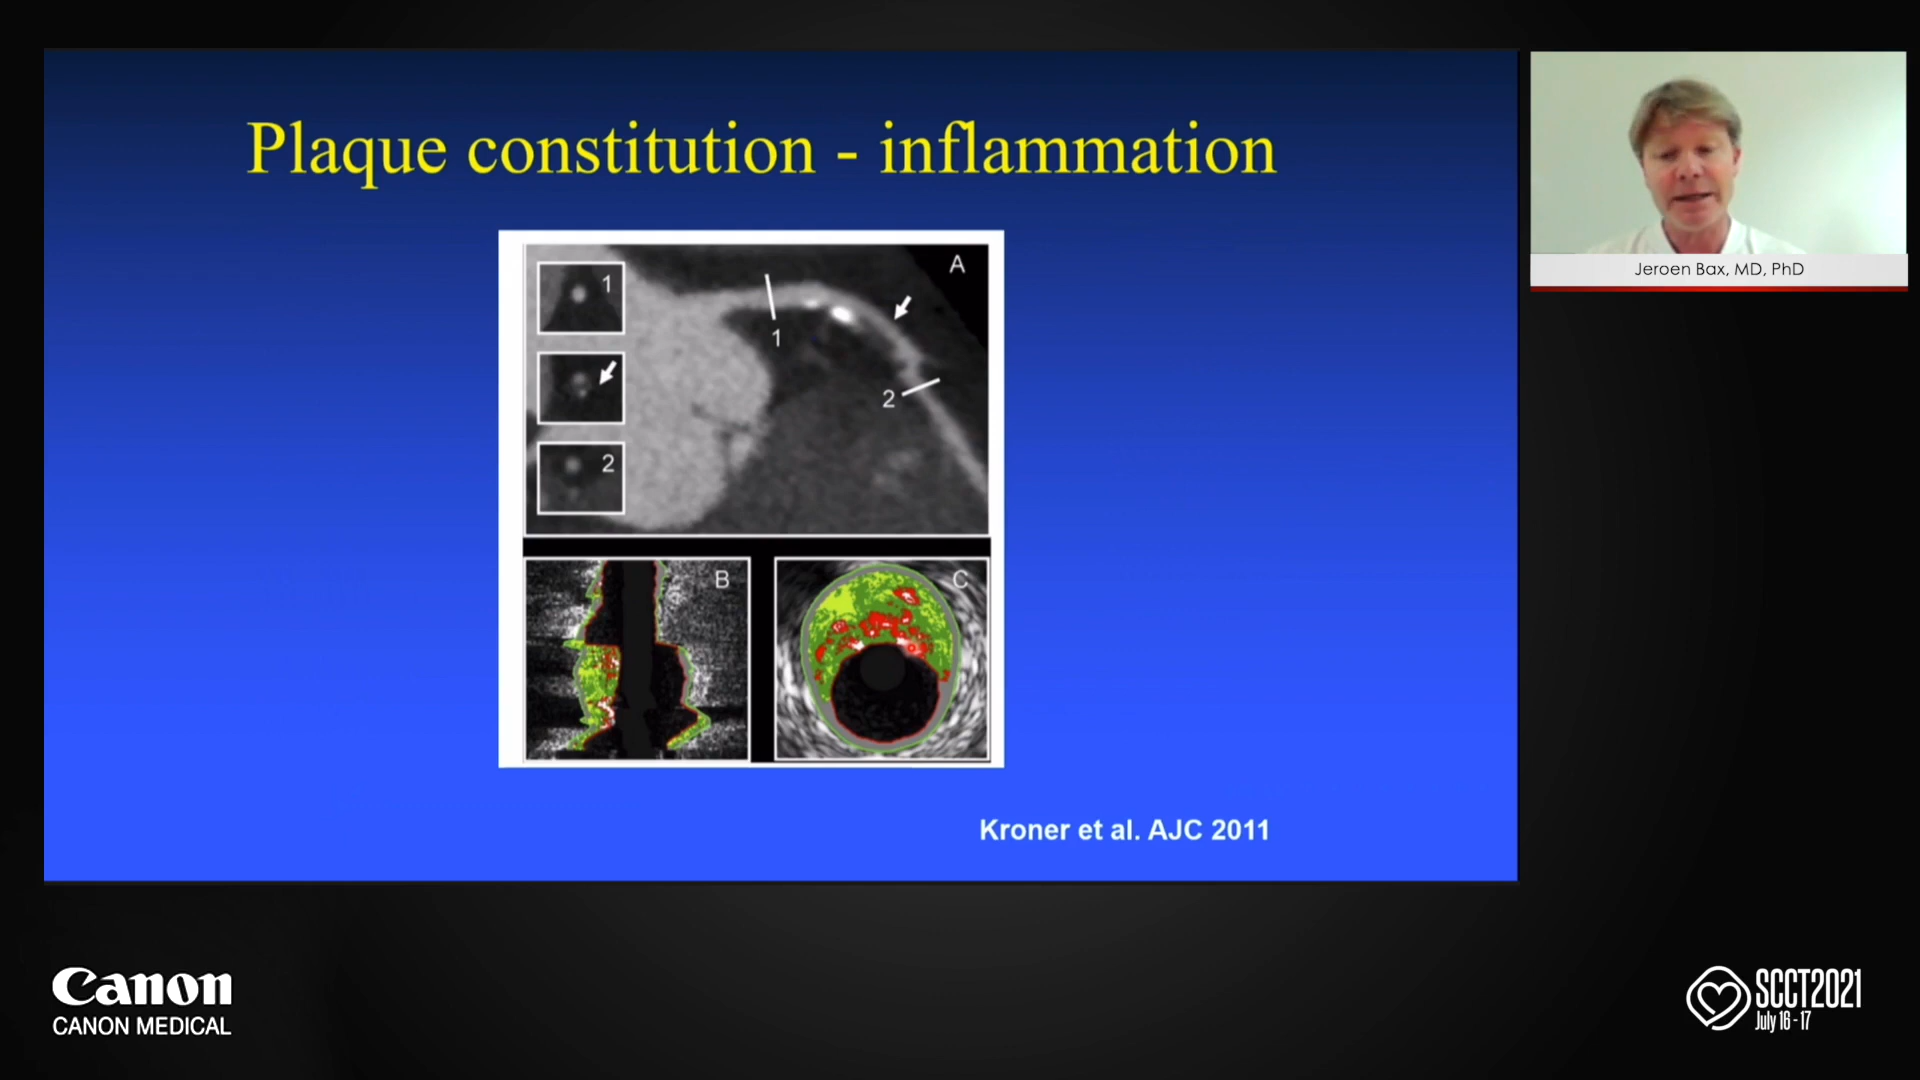 Plaque constitution - inflammation
A
1
1
2
2
B
C
Kroner et al. AJC 2011
Jeroen Bax, MD, PhD
Canon
CANON MEDICAL
SCCT2021
July 16 - 17